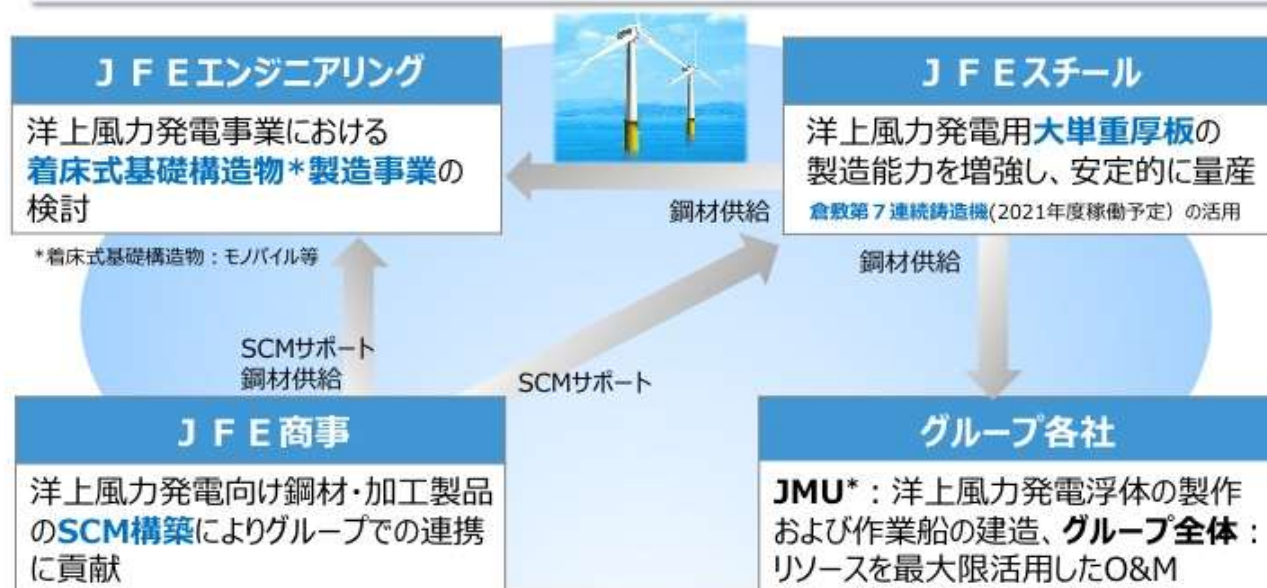 JFEエンジニアリング
洋上風力発電事業における
着床式基礎構造物*製造事業の
検討
*着床式基礎構造物：モノパイル等
JFEスチール
洋上風力発電用大単重厚板の
製造能力を増強し、安定的に量産
倉敷第７連続鋳造機(2021年度稼働予定）の活用
鋼材供給
鋼材供給
SCMサポート
鋼材供給
SCMサポート
JFE商事
洋上風力発電向け鋼材・加工製品
のSCM構築によりグループでの連携
に貢献
グループ各社
JMU*：洋上風力発電浮体の製作
および作業船の建造、グループ全体：
リソースを最大限活用したO&M